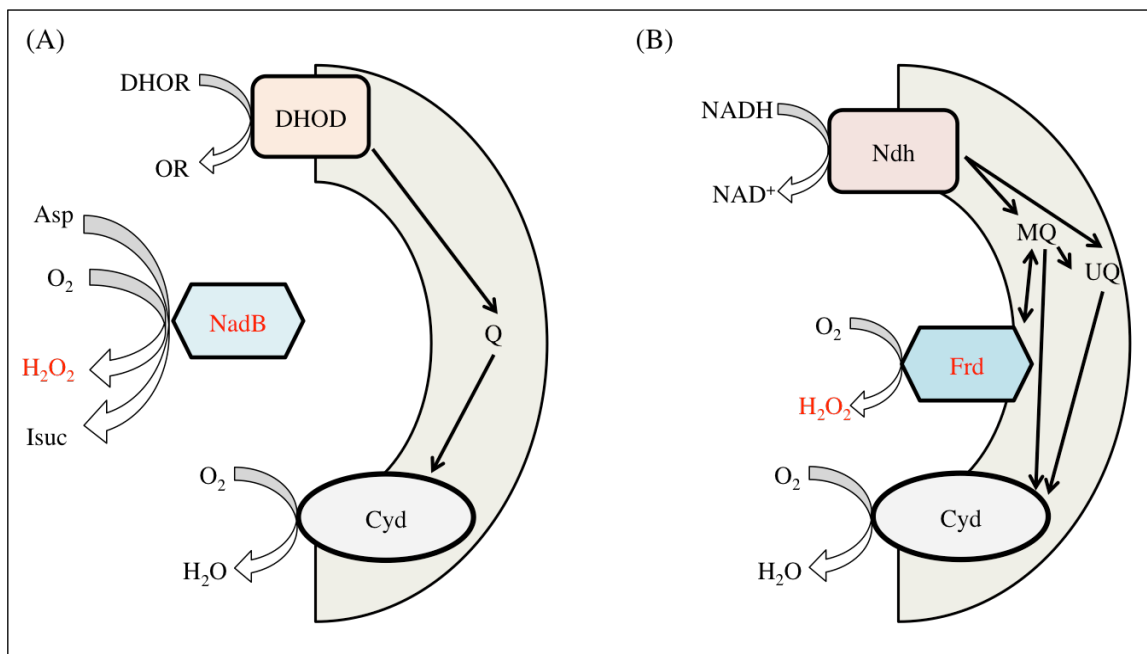 (A)
DHOR
DHOD
OR
Asp
O₂
NadB
H₂O₂
Isuc
Q
O₂
Cyd
H₂O
(B)
NADH
Ndh
NAD⁺
MQ
UQ
O₂
Frd
H₂O₂
O₂
Cyd
H₂O